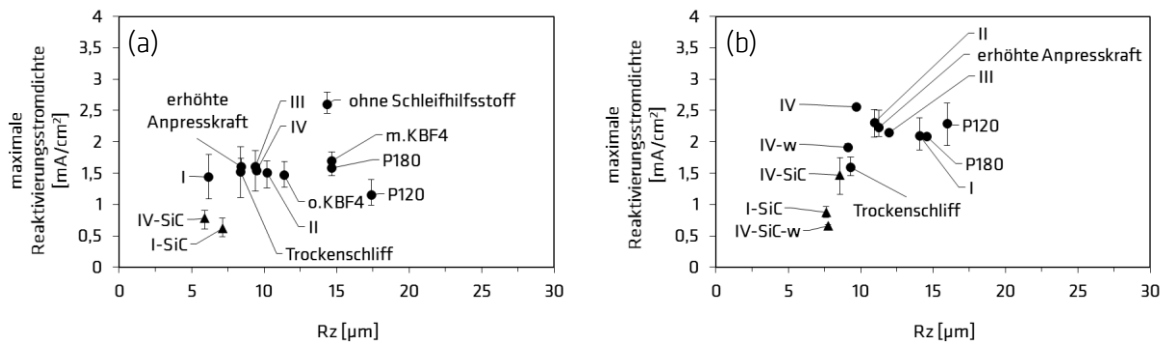 (a)
maximale
Reaktivierungsstromdichte
[mA/cm²]
4
3,5
3
2,5
2
1,5
1
0,5
0
0
5
10
15
20
25
30
Rz [µm]
erhöhte
Anpresskraft
III
IV
ohne Schleifhilfsstoff
m.KBF4
P180
P120
o.KBF4
II
Trockenschliff
I
IV-SiC
I-SiC
(b)
maximale
Reaktivierungsstromdichte
[mA/cm²]
4
3,5
3
2,5
2
1,5
1
0,5
0
0
5
10
15
20
25
30
Rz [µm]
II
erhöhte Anpresskraft
III
IV
P120
IV-w
P180
IV-SiC
I
Trockenschliff
I-SiC
IV-SiC-w